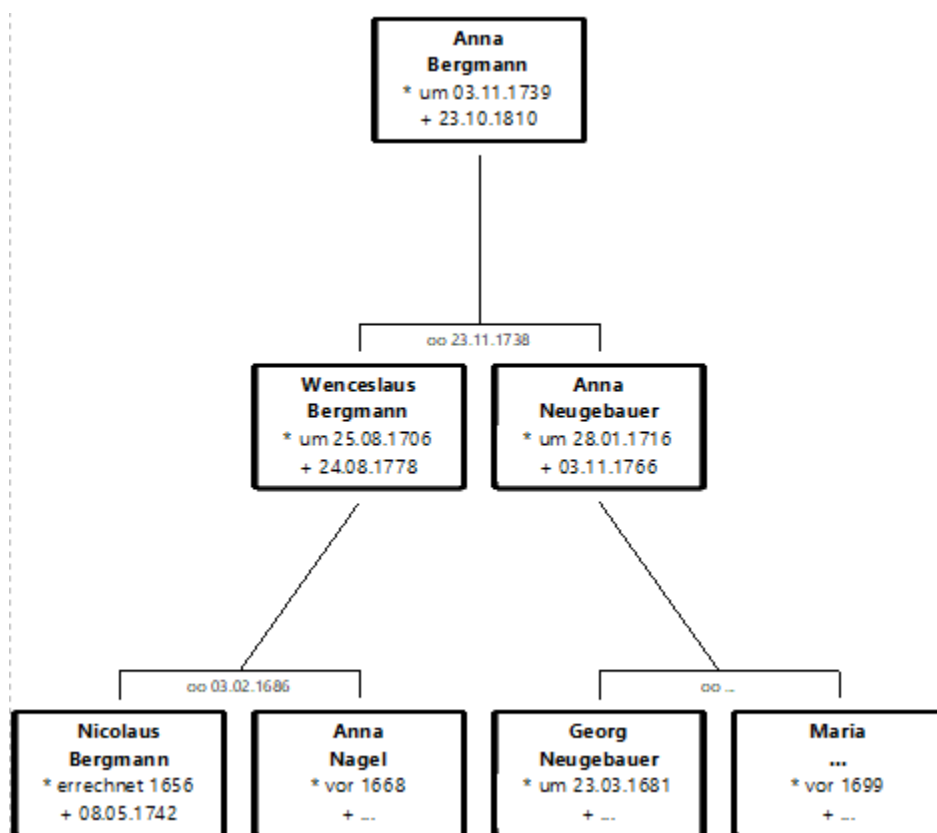 Anna
Bergmann
* um 03.11.1739
+ 23.10.1810
oo 23.11.1738
Wenceslaus
Bergmann
* um 25.08.1706
+ 24.08.1778
Anna
Neugebauer
* um 28.01.1716
+ 03.11.1766
oo 03.02.1686
oo ...
Nicolaus
Bergmann
* errechnet 1656
+ 08.05.1742
Anna
Nagel
* vor 1668
+ ...
Georg
Neugebauer
* um 23.03.1681
+ ...
Maria
...
* vor 1699
+ ...